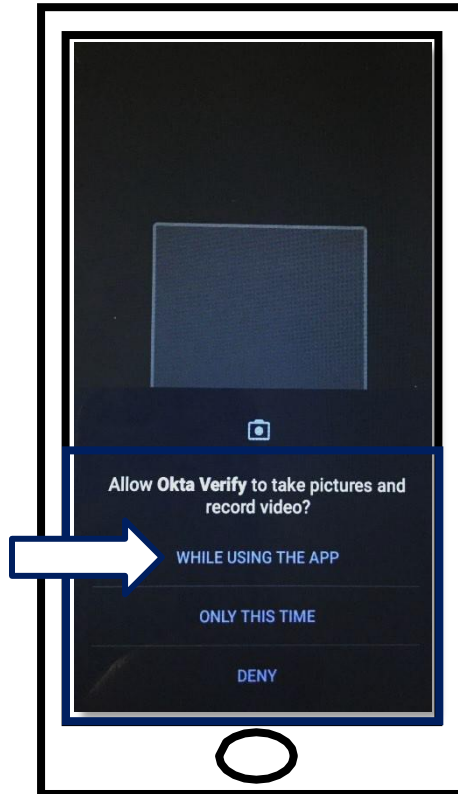 Allow Okta Verify to take pictures and
record video?
WHILE USING THE APP
ONLY THIS TIME
DENY